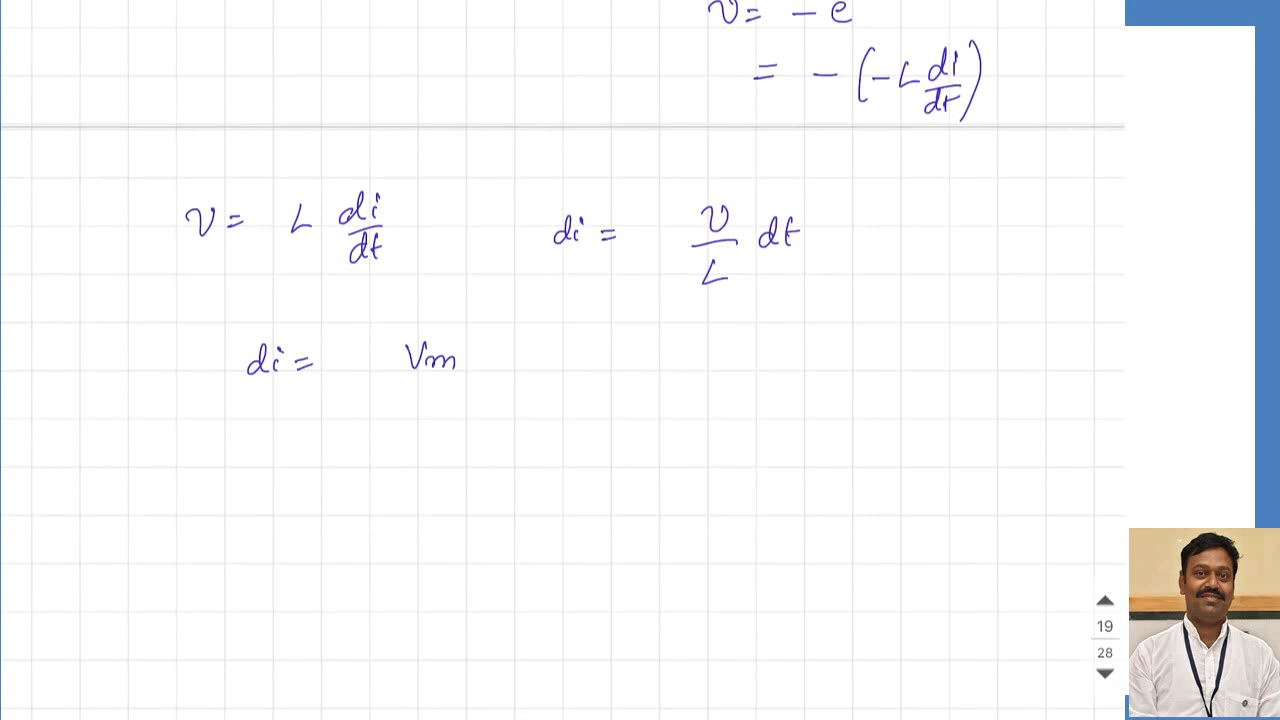 v = - e
= - (-L di/dt)
v = L di/dt di = v/L dt
di = Vm
19
28